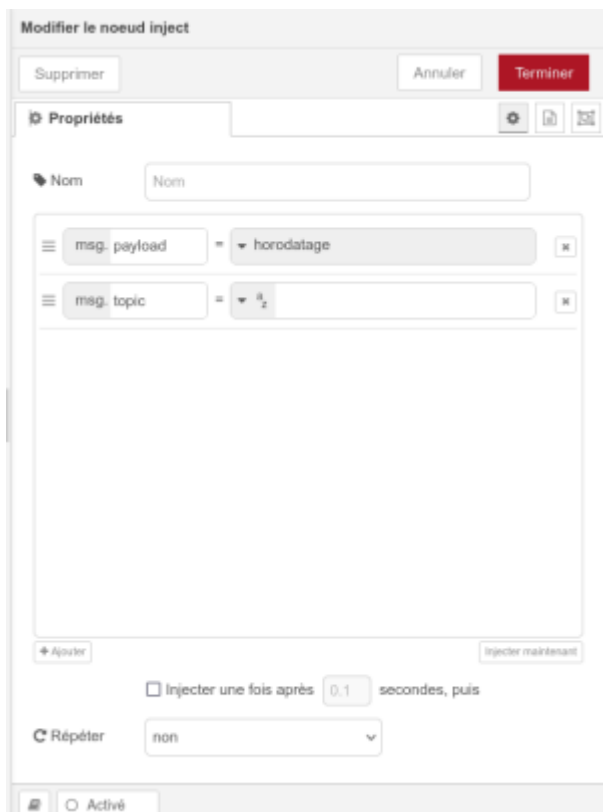 Modifier le noeud inject
Supprimer Annuler Terminer
Propriétés
Nom Nom
msg. payload = horodatage
msg. topic = a z
Ajouter Injecter maintenant
Injecter une fois après 0.1 secondes, puis
Répéter non
Activé